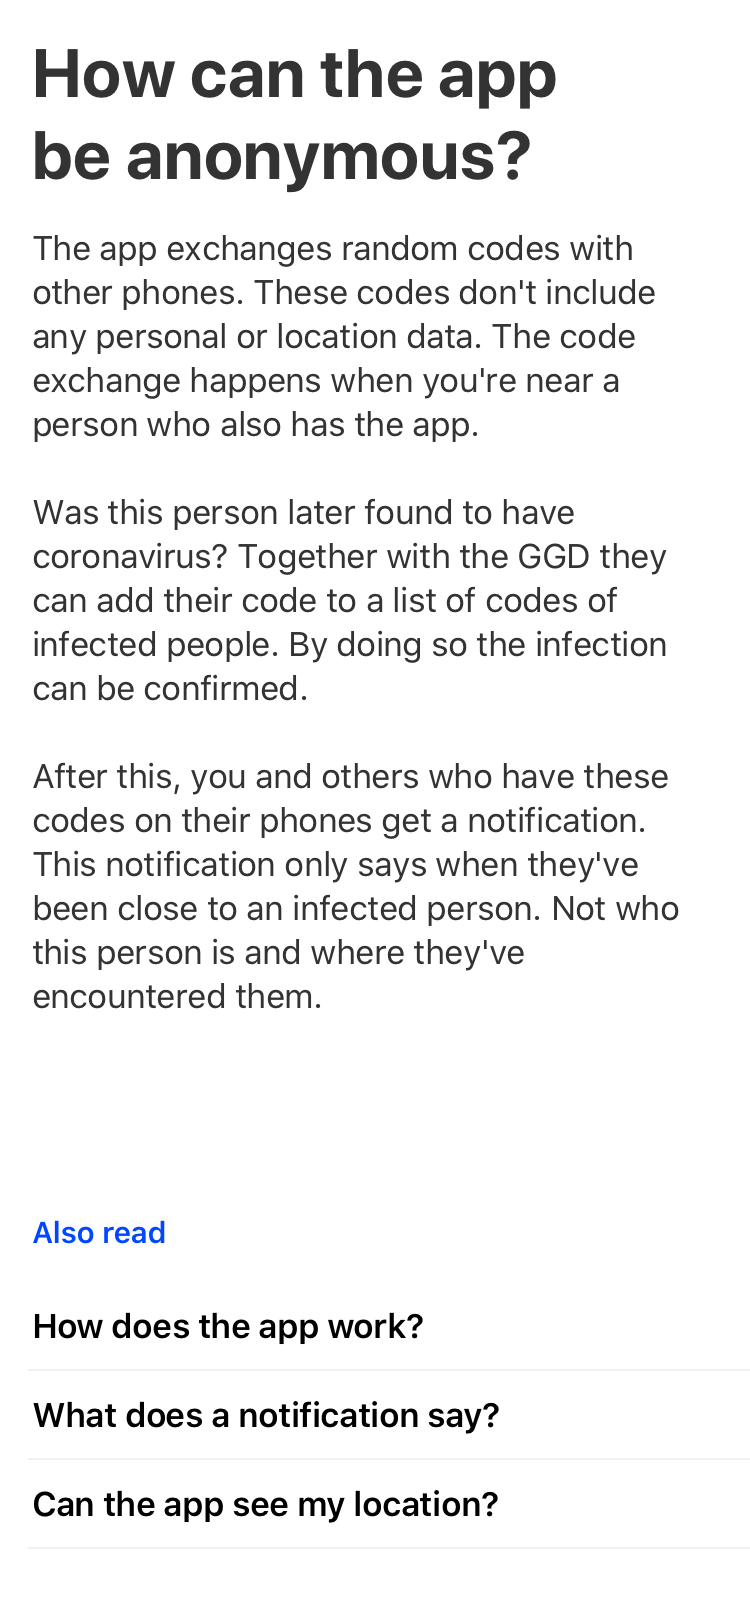 How can the app
be anonymous?
The app exchanges random codes with
other phones. These codes don't include
any personal or location data. The code
exchange happens when you're near a
person who also has the app.
Was this person later found to have
coronavirus? Together with the GGD they
can add their code to a list of codes of
infected people. By doing so the infection
can be confirmed.
After this, you and others who have these
codes on their phones get a notification.
This notification only says when they've
been close to an infected person. Not who
this person is and where they've
encountered them.
Also read
How does the app work?
What does a notification say?
Can the app see my location?